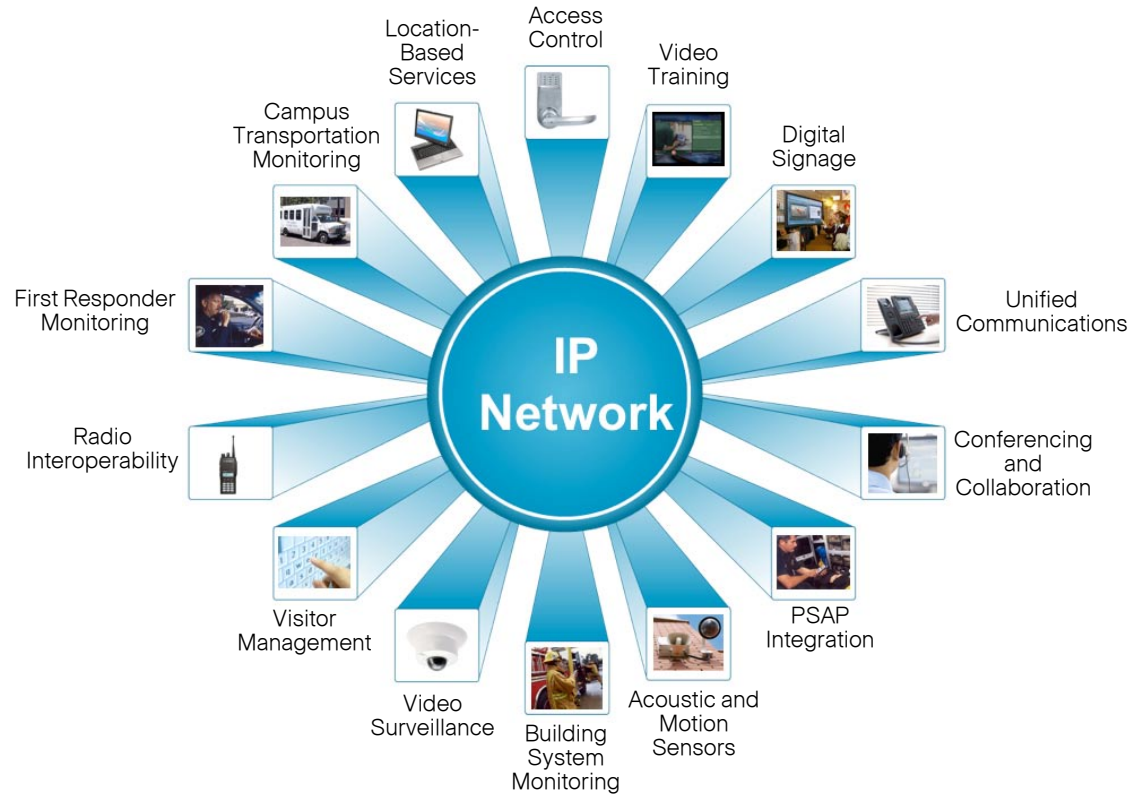 Access
Control
Video
Training
Digital
Signage
Unified
Communications
Conferencing
and
Collaboration
PSAP
Integration
Acoustic and
Motion
Sensors
Building
System
Monitoring
Video
Surveillance
Visitor
Management
Radio
Interoperability
First Responder
Monitoring
Campus
Transportation
Monitoring
Location-
Based
Services
IP
Network